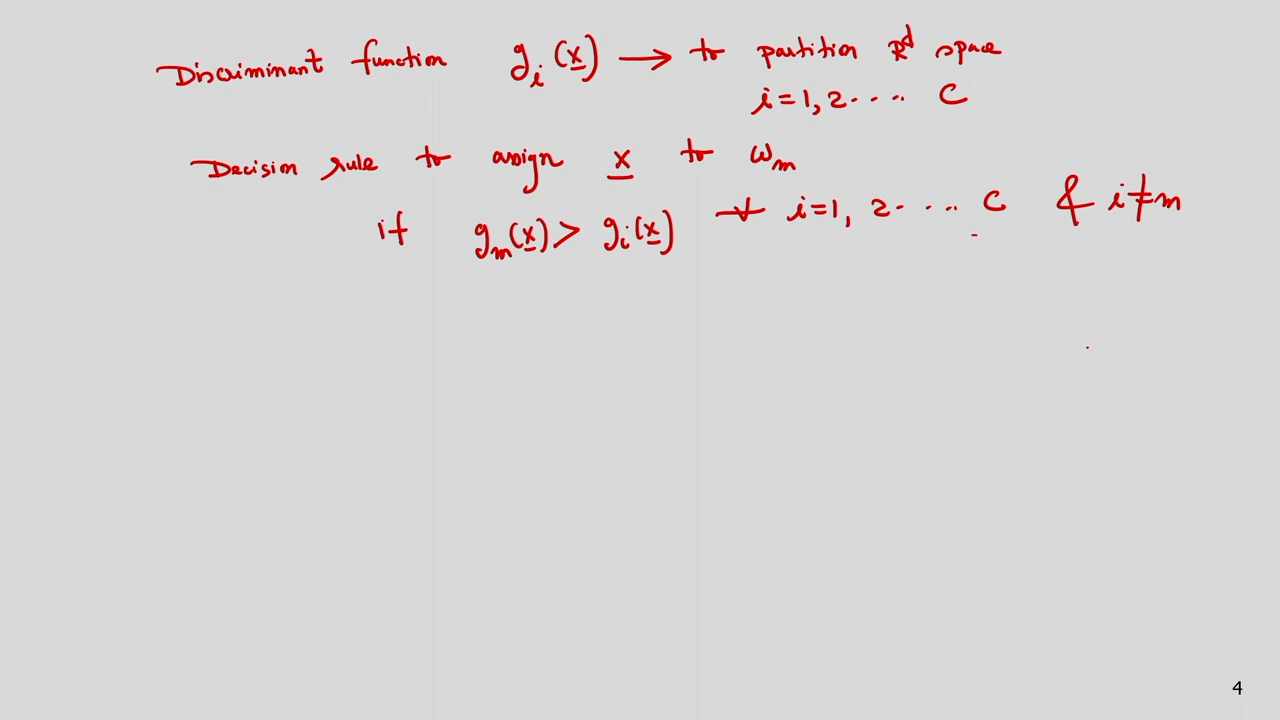 Discriminant function g_i(x) → to partition R^d space
i=1, 2.... C
Decision rule to assign x to ω_m
if g_m(x) > g_i(x) ∀ i=1, 2.... C & i≠m
4